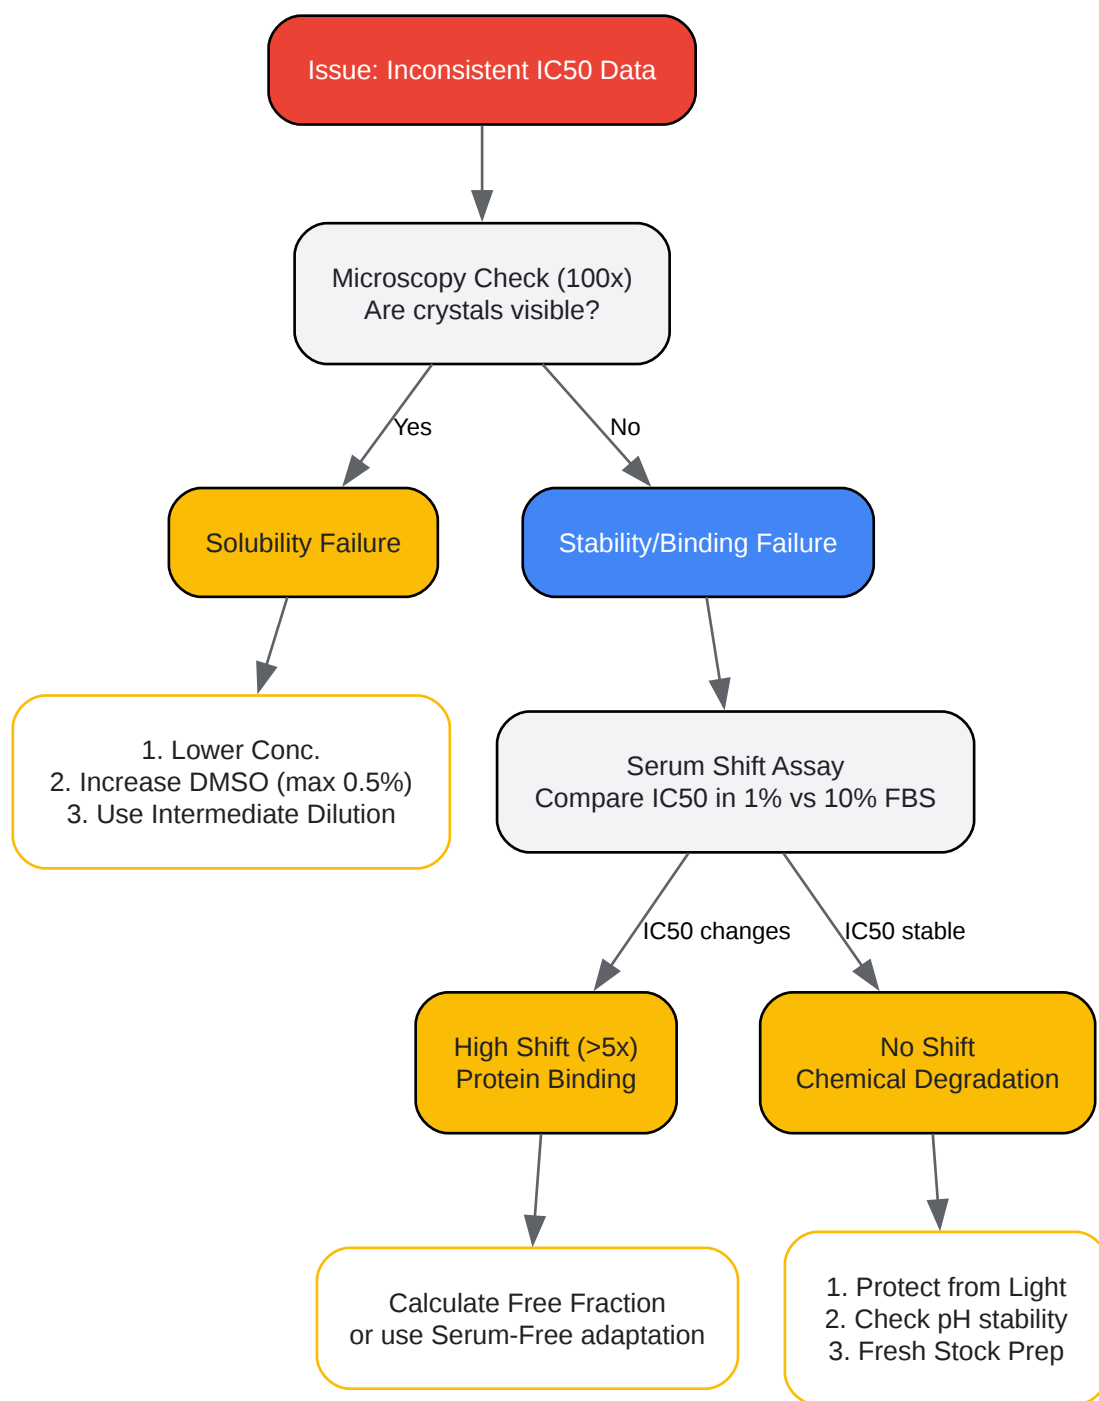 Issue: Inconsistent IC50 Data
Microscopy Check (100x)
Are crystals visible?
Yes
No
Solubility Failure
Stability/Binding Failure
1. Lower Conc.
2. Increase DMSO (max 0.5%)
3. Use Intermediate Dilution
Serum Shift Assay
Compare IC50 in 1% vs 10% FBS
IC50 changes
IC50 stable
High Shift (>5x)
Protein Binding
No Shift
Chemical Degradation
Calculate Free Fraction
or use Serum-Free adaptation
1. Protect from Light
2. Check pH stability
3. Fresh Stock Prep